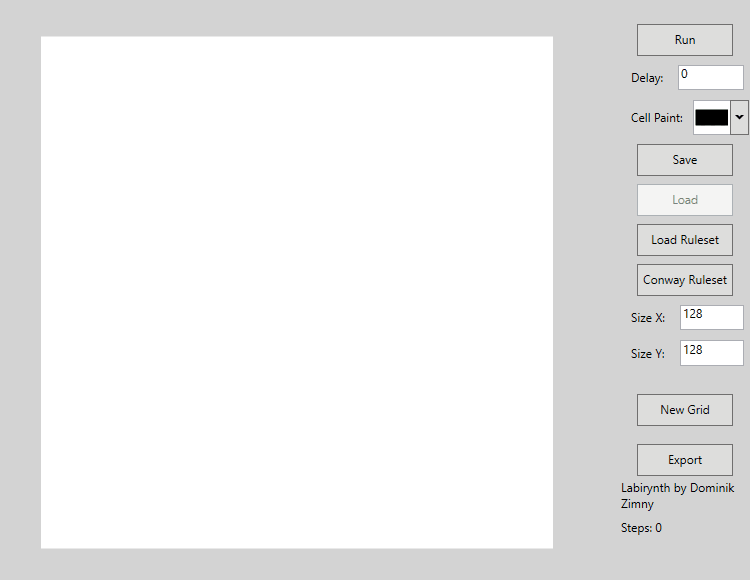 Run
Delay: 0
Cell Paint:
Save
Load
Load Ruleset
Conway Ruleset
Size X: 128
Size Y: 128
New Grid
Export
Labirynth by Dominik
Zimny
Steps: 0